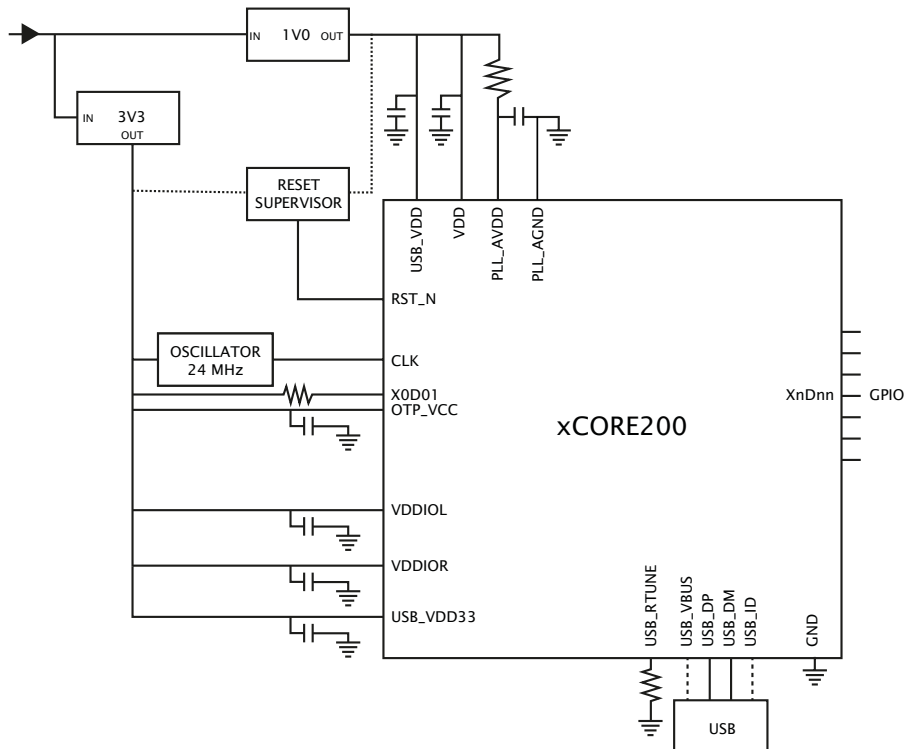 IN 1V0 OUT
IN 3V3
OUT
RESET
SUPERVISOR
USB_VDD
VDD
PLL_AVDD
PLL_AGND
RST_N
OSCILLATOR
24 MHz
CLK
X0D01
OTP_VCC
XnDnn
GPIO
xCORE200
VDDIOL
VDDIOR
USB_VDD33
USB_RTUNE
USB_VBUS
USB_DP
USB_DM
USB_ID
GND
USB